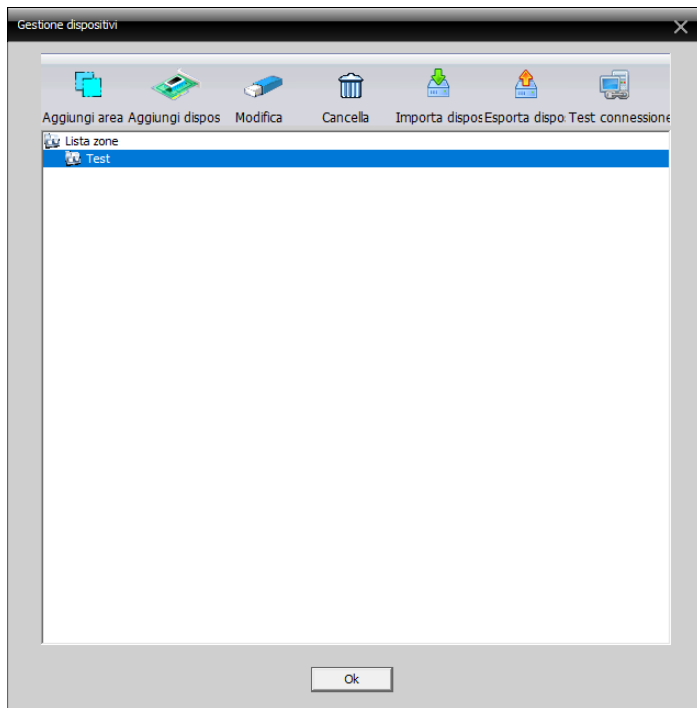 Gestione dispositivi
Aggiungi area Aggiungi dispos Modifica Cancella Importa dispos Esporta dispo Test connessione
Lista zone
Test
Ok